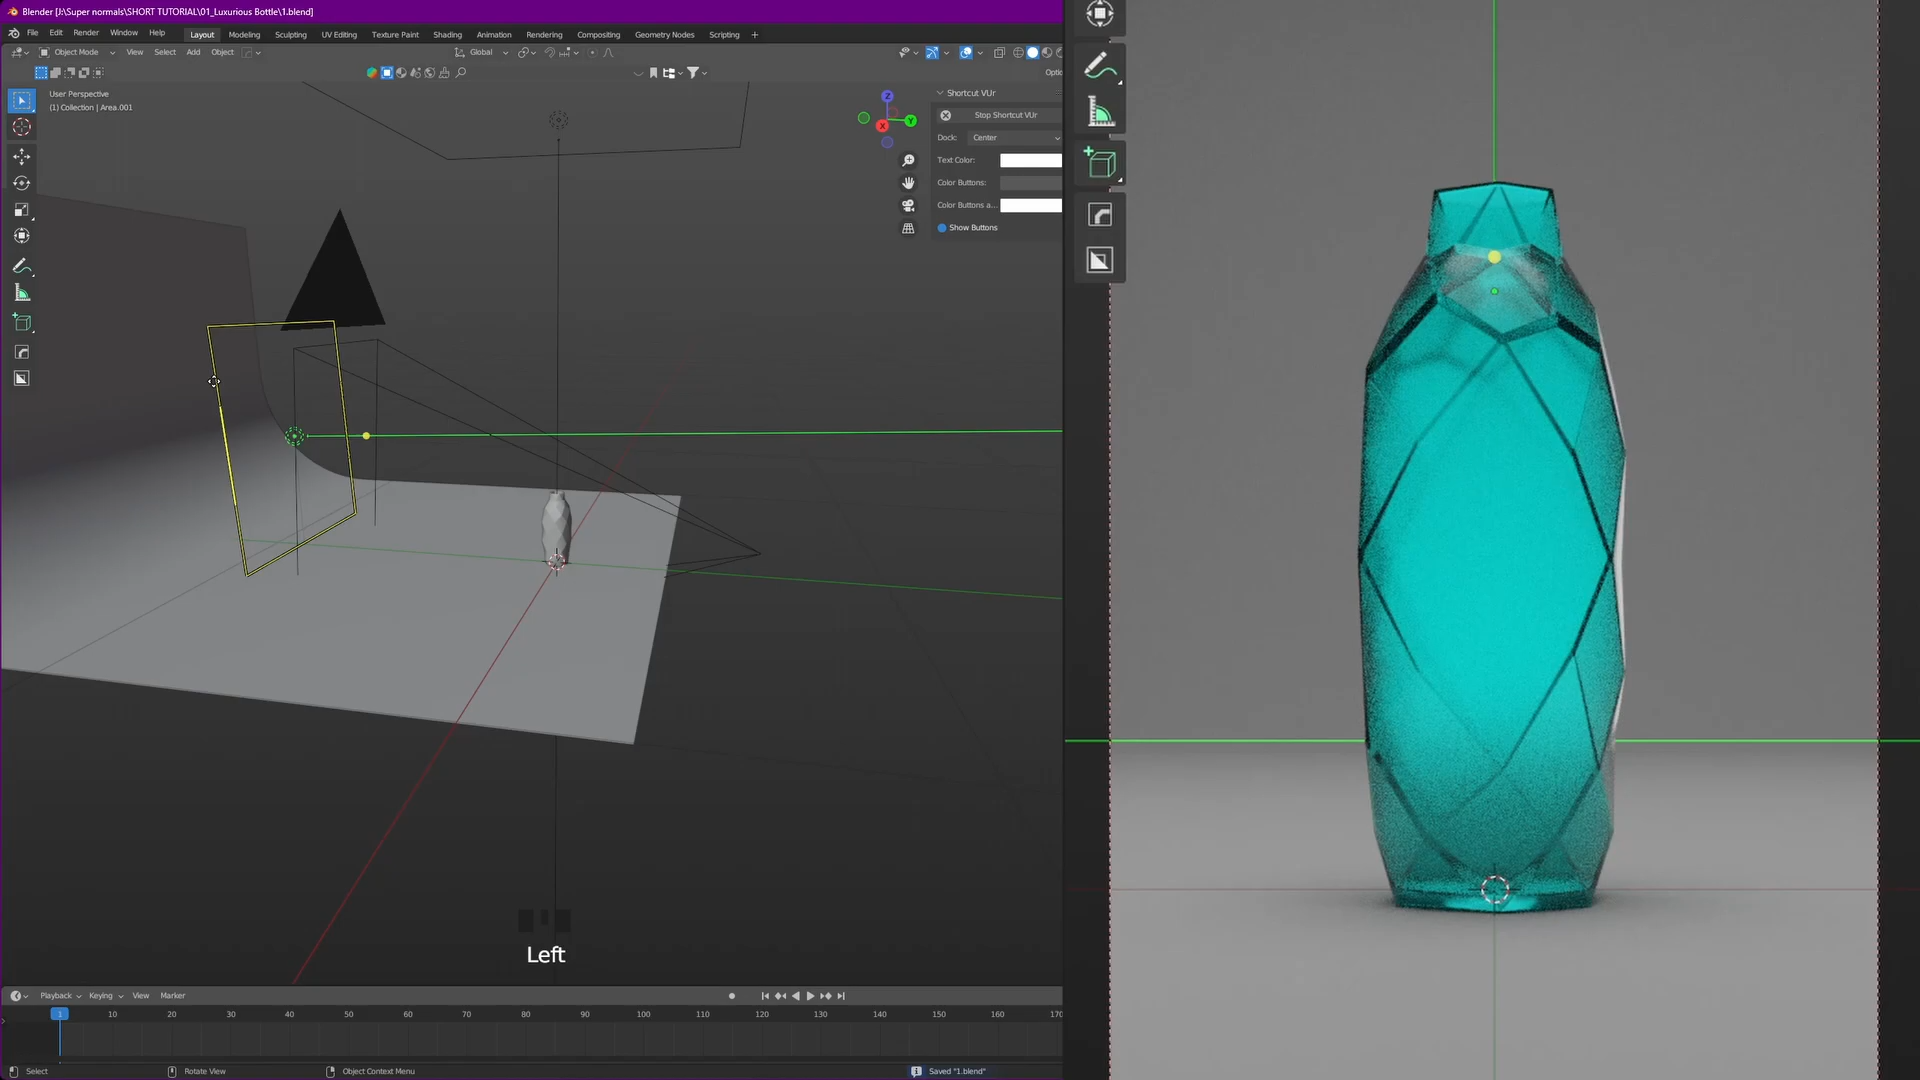 Blender [J:\Super normals\SHORT TUTORIAL\01_Luxurious Bottle\1.blend]
File Edit Render Window Help Layout Modeling Sculpting UV Editing Texture Paint Shading Animation Rendering Compositing Geometry Nodes Scripting +
Object Mode View Select Add Object Global
Optio
User Perspective
(1) Collection | Area.001
Z
Y
X
Shortcut VUr
Stop Shortcut VUr
Dock: Center
Text Color:
Color Buttons:
Color Buttons a...
Show Buttons
Left
Playback Keying View Marker
1 10 20 30 40 50 60 70 80 90 100 110 120 130 140 150 160 170
Select Rotate View Object Context Menu Saved "1.blend"